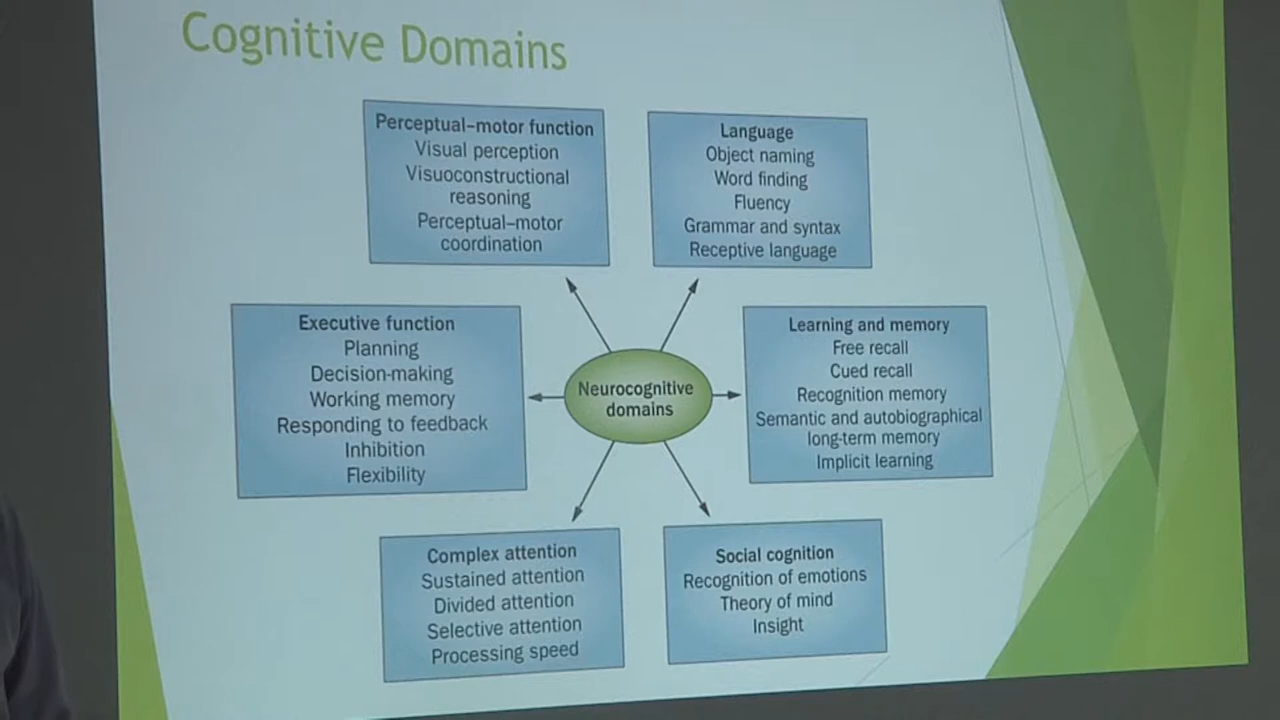 Cognitive Domains
Perceptual–motor function
Visual perception
Visuoconstructional
reasoning
Perceptual–motor
coordination
Language
Object naming
Word finding
Fluency
Grammar and syntax
Receptive language
Executive function
Planning
Decision-making
Working memory
Responding to feedback
Inhibition
Flexibility
Neurocognitive
domains
Learning and memory
Free recall
Cued recall
Recognition memory
Semantic and autobiographical
long-term memory
Implicit learning
Complex attention
Sustained attention
Divided attention
Selective attention
Processing speed
Social cognition
Recognition of emotions
Theory of mind
Insight